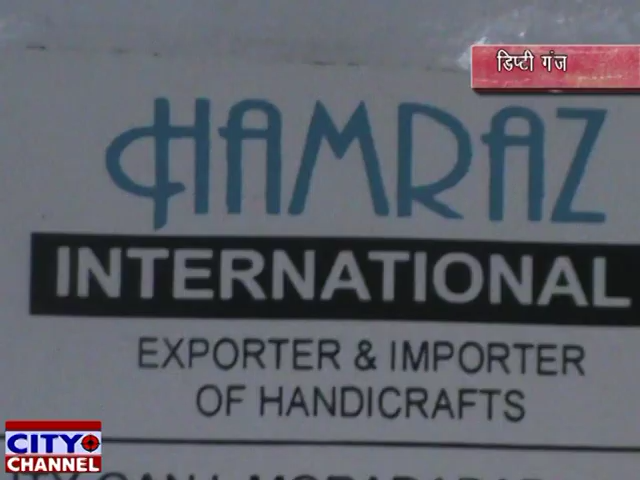 डिप्टी गंज
HAMRAZ
INTERNATIONAL
EXPORTER & IMPORTER
OF HANDICRAFTS
CITY
CHANNEL